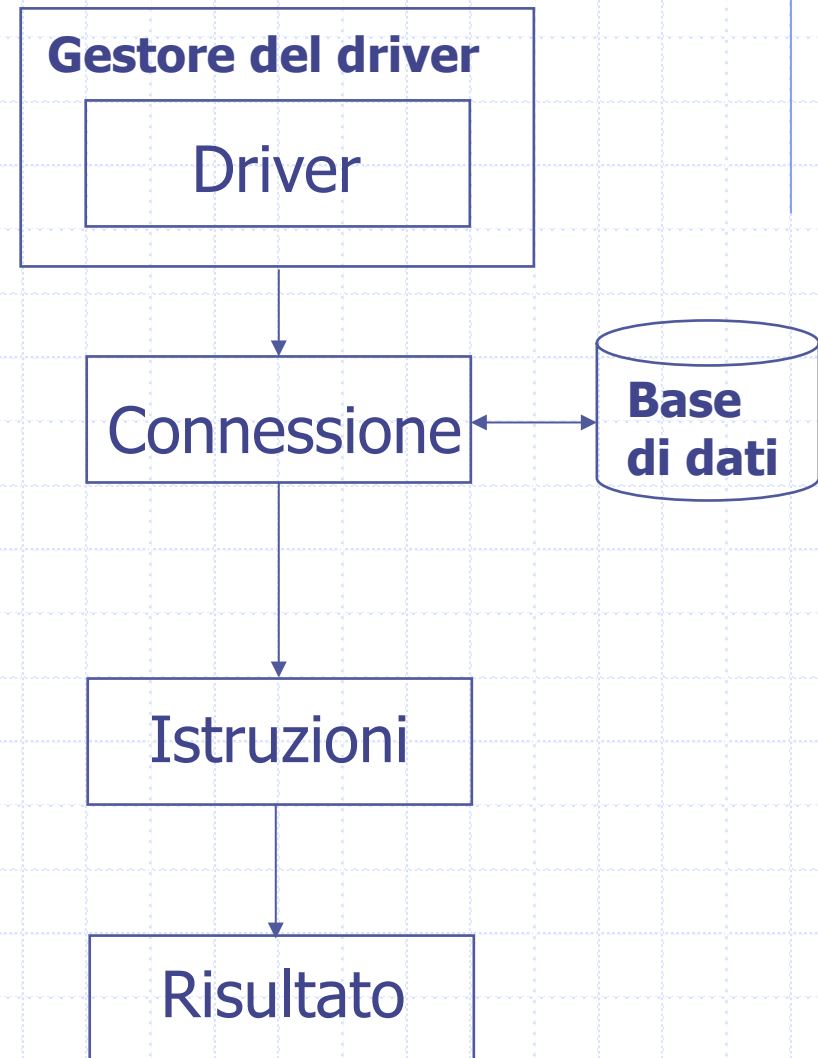 Gestore del driver
Driver
Connessione
Base
di dati
Istruzioni
Risultato